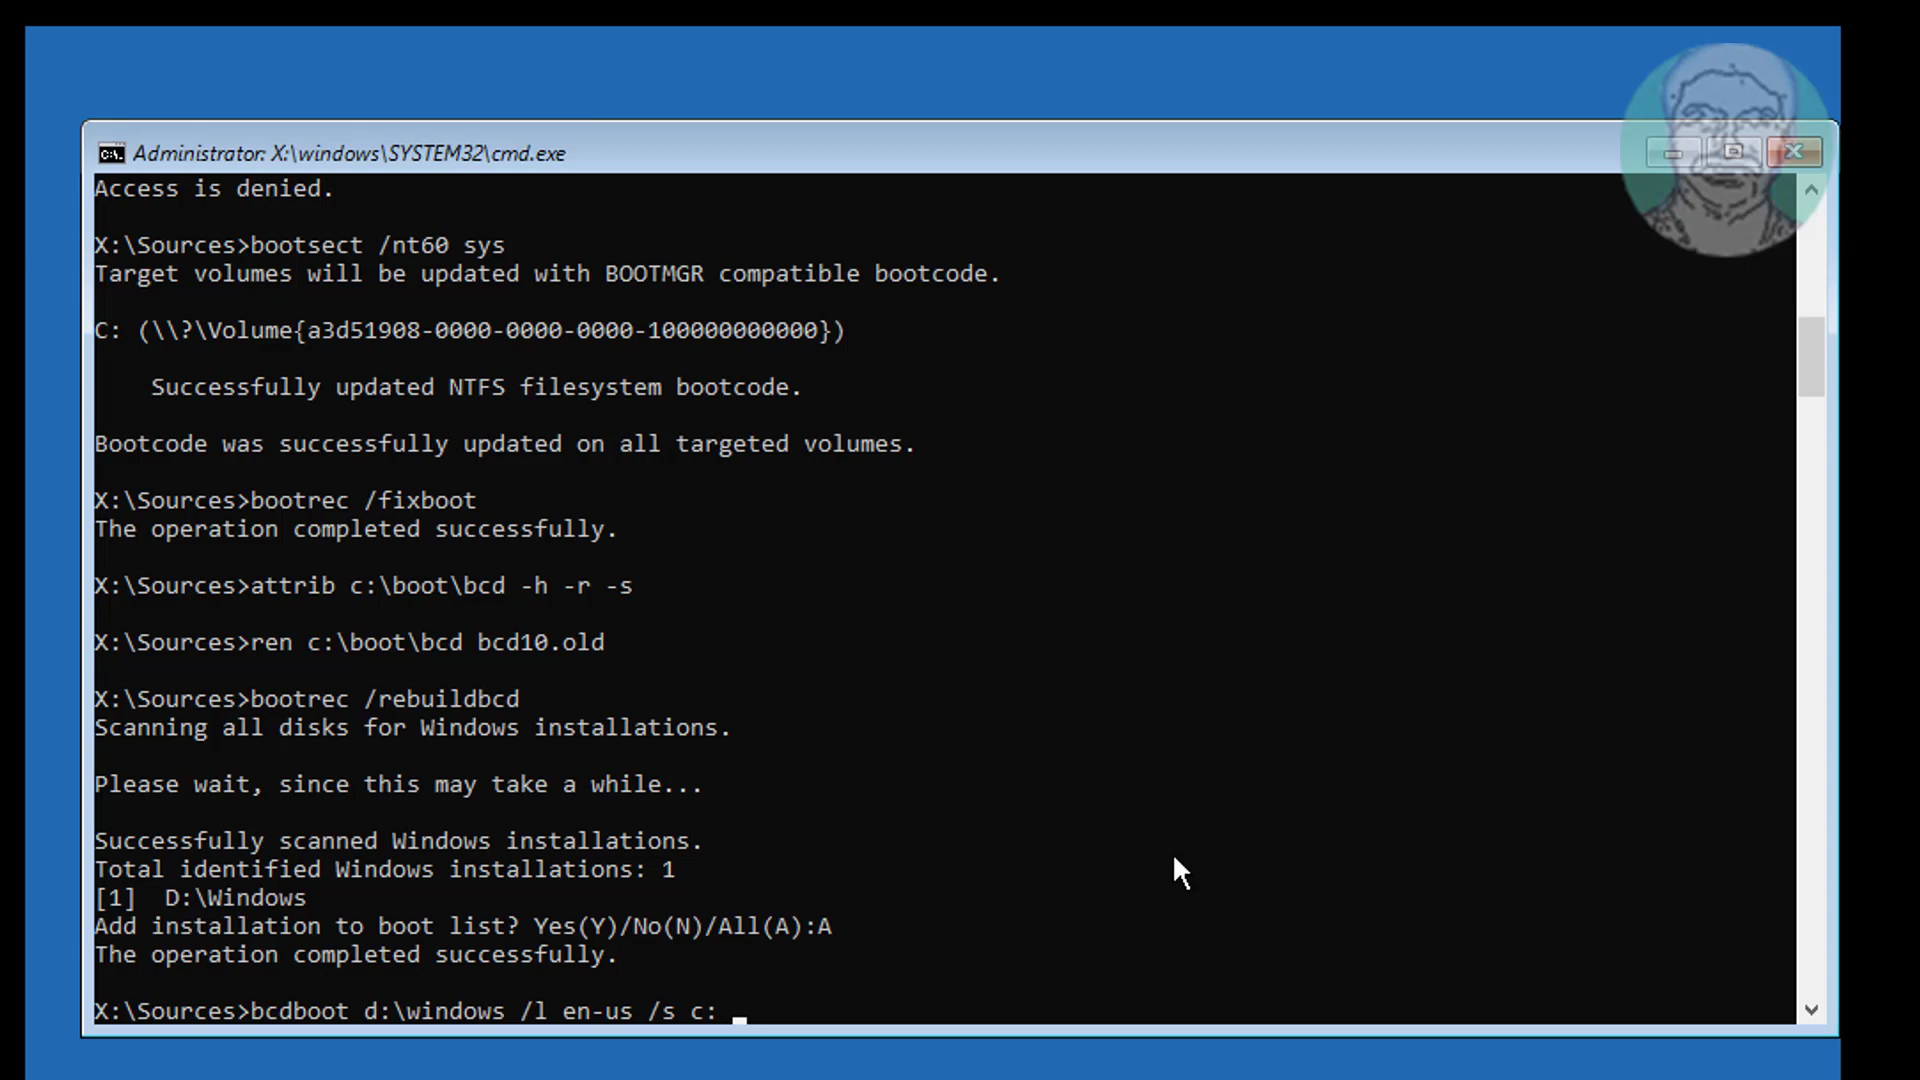 Administrator: X:\windows\SYSTEM32\cmd.exe
Access is denied.
X:\Sources>bootsect /nt60 sys
Target volumes will be updated with BOOTMGR compatible bootcode.
C: (\\?\Volume{a3d51908-0000-0000-0000-100000000000})
Successfully updated NTFS filesystem bootcode.
Bootcode was successfully updated on all targeted volumes.
X:\Sources>bootrec /fixboot
The operation completed successfully.
X:\Sources>attrib c:\boot\bcd -h -r -s
X:\Sources>ren c:\boot\bcd bcd10.old
X:\Sources>bootrec /rebuildbcd
Scanning all disks for Windows installations.
Please wait, since this may take a while...
Successfully scanned Windows installations.
Total identified Windows installations: 1
[1]  D:\Windows
Add installation to boot list? Yes(Y)/No(N)/All(A):A
The operation completed successfully.
X:\Sources>bcdboot d:\windows /l en-us /s c: